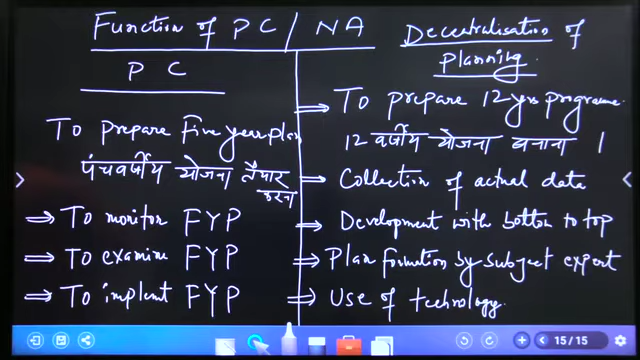 Function of PC / NA
PC
To prepare Five year plan
पंचवर्षीय योजना तैयार
करना
⇒ To monitor FYP
⇒ To examine FYP
⇒ To implemt FYP
Decentralisation of
planning
⇒ To prepare 12 yrs programme
12 वर्षीय योजना बनाना ।
⇒ Collection of actual data
⇒ Development with bottom to top
⇒ Plan formation by subject expert
⇒ Use of technology.
15/15